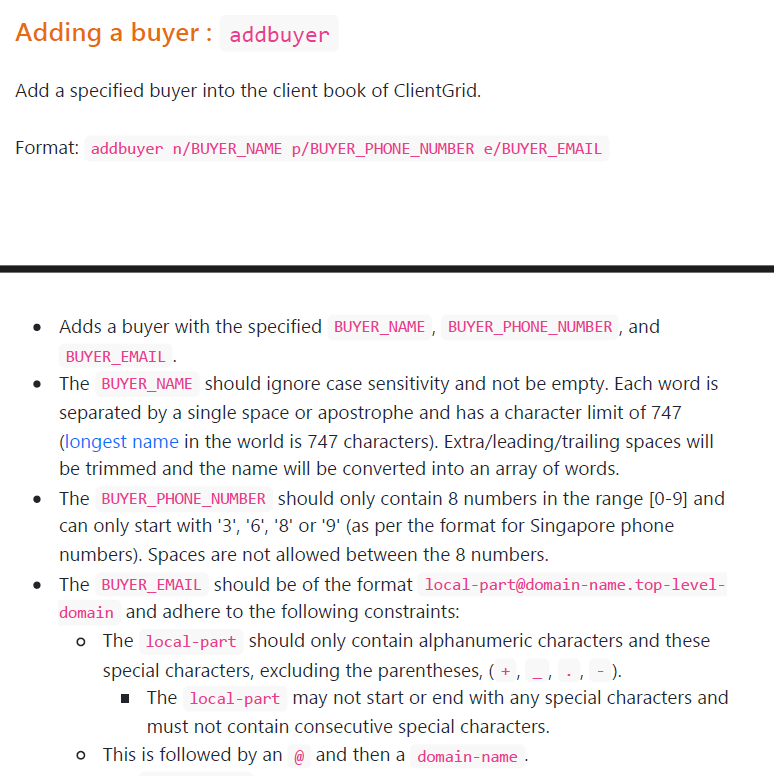 Adding a buyer : addbuyer
Add a specified buyer into the client book of ClientGrid.
Format: addbuyer n/BUYER_NAME p/BUYER_PHONE_NUMBER e/BUYER_EMAIL
• Adds a buyer with the specified BUYER_NAME , BUYER_PHONE_NUMBER , and
BUYER_EMAIL .
• The BUYER_NAME should ignore case sensitivity and not be empty. Each word is
separated by a single space or apostrophe and has a character limit of 747
(longest name in the world is 747 characters). Extra/leading/trailing spaces will
be trimmed and the name will be converted into an array of words.
• The BUYER_PHONE_NUMBER should only contain 8 numbers in the range [0-9] and
can only start with '3', '6', '8' or '9' (as per the format for Singapore phone
numbers). Spaces are not allowed between the 8 numbers.
• The BUYER_EMAIL should be of the format local-part@domain-name.top-level-
domain and adhere to the following constraints:
○ The local-part should only contain alphanumeric characters and these
special characters, excluding the parentheses, ( + , _ , . , - ).
■ The local-part may not start or end with any special characters and
must not contain consecutive special characters.
○ This is followed by an @ and then a domain-name .